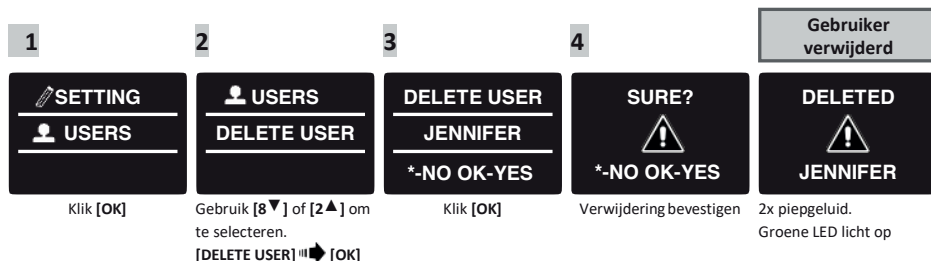 1
2
3
4
Gebruiker
verwijderd
SETTING
USERS
USERS
DELETE USER
DELETE USER
JENNIFER
*-NO OK-YES
SURE?
*-NO OK-YES
DELETED
JENNIFER
Klik [OK]
Gebruik [8▼] of [2▲] om
te selecteren.
[DELETE USER] [OK]
Klik [OK]
Verwijdering bevestigen
2x piepgeluid.
Groene LED licht op